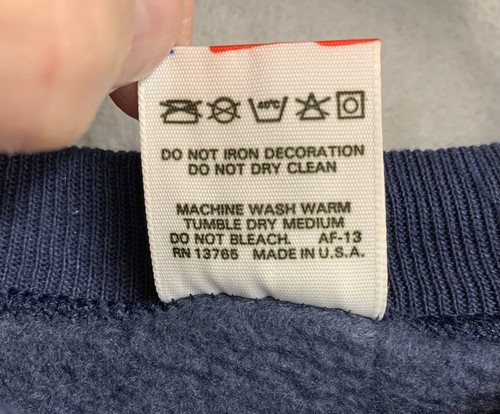 40°C
DO NOT IRON DECORATION
DO NOT DRY CLEAN
MACHINE WASH WARM
TUMBLE DRY MEDIUM
DO NOT BLEACH. AF-13
RN 13765 MADE IN U.S.A.